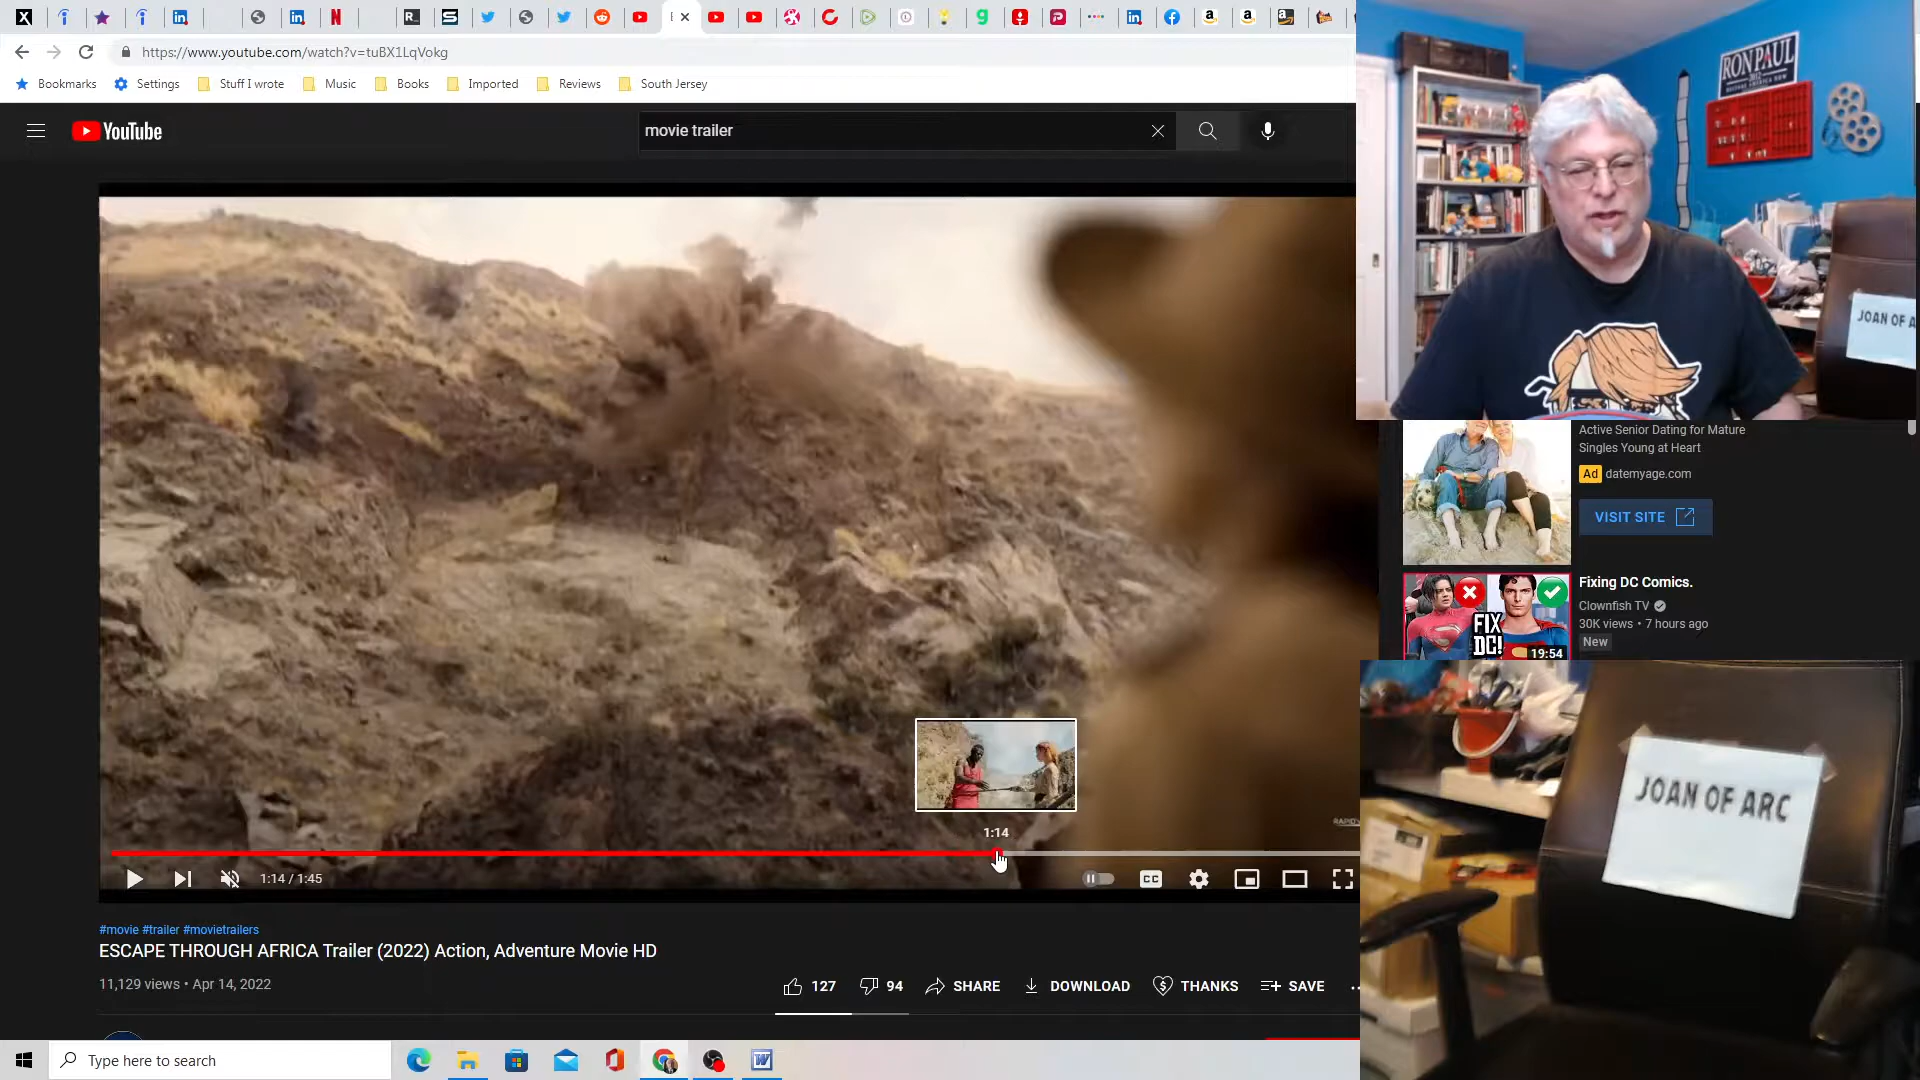 https://www.youtube.com/watch?v=tuBX1LqVokg
Bookmarks Settings Stuff I wrote Music Books Imported Reviews South Jersey
YouTube
movie trailer
RON PAUL
2012
JOAN OF A
Active Senior Dating for Mature
Singles Young at Heart
Ad datemyage.com
VISIT SITE
FIX
DC!
19:54
Fixing DC Comics.
Clownfish TV
30K views • 7 hours ago
New
JOAN OF ARC
1:14
1:14 / 1:45
CC
#movie #trailer #movietrailers
ESCAPE THROUGH AFRICA Trailer (2022) Action, Adventure Movie HD
11,129 views • Apr 14, 2022
127 94 SHARE DOWNLOAD THANKS SAVE
Type here to search